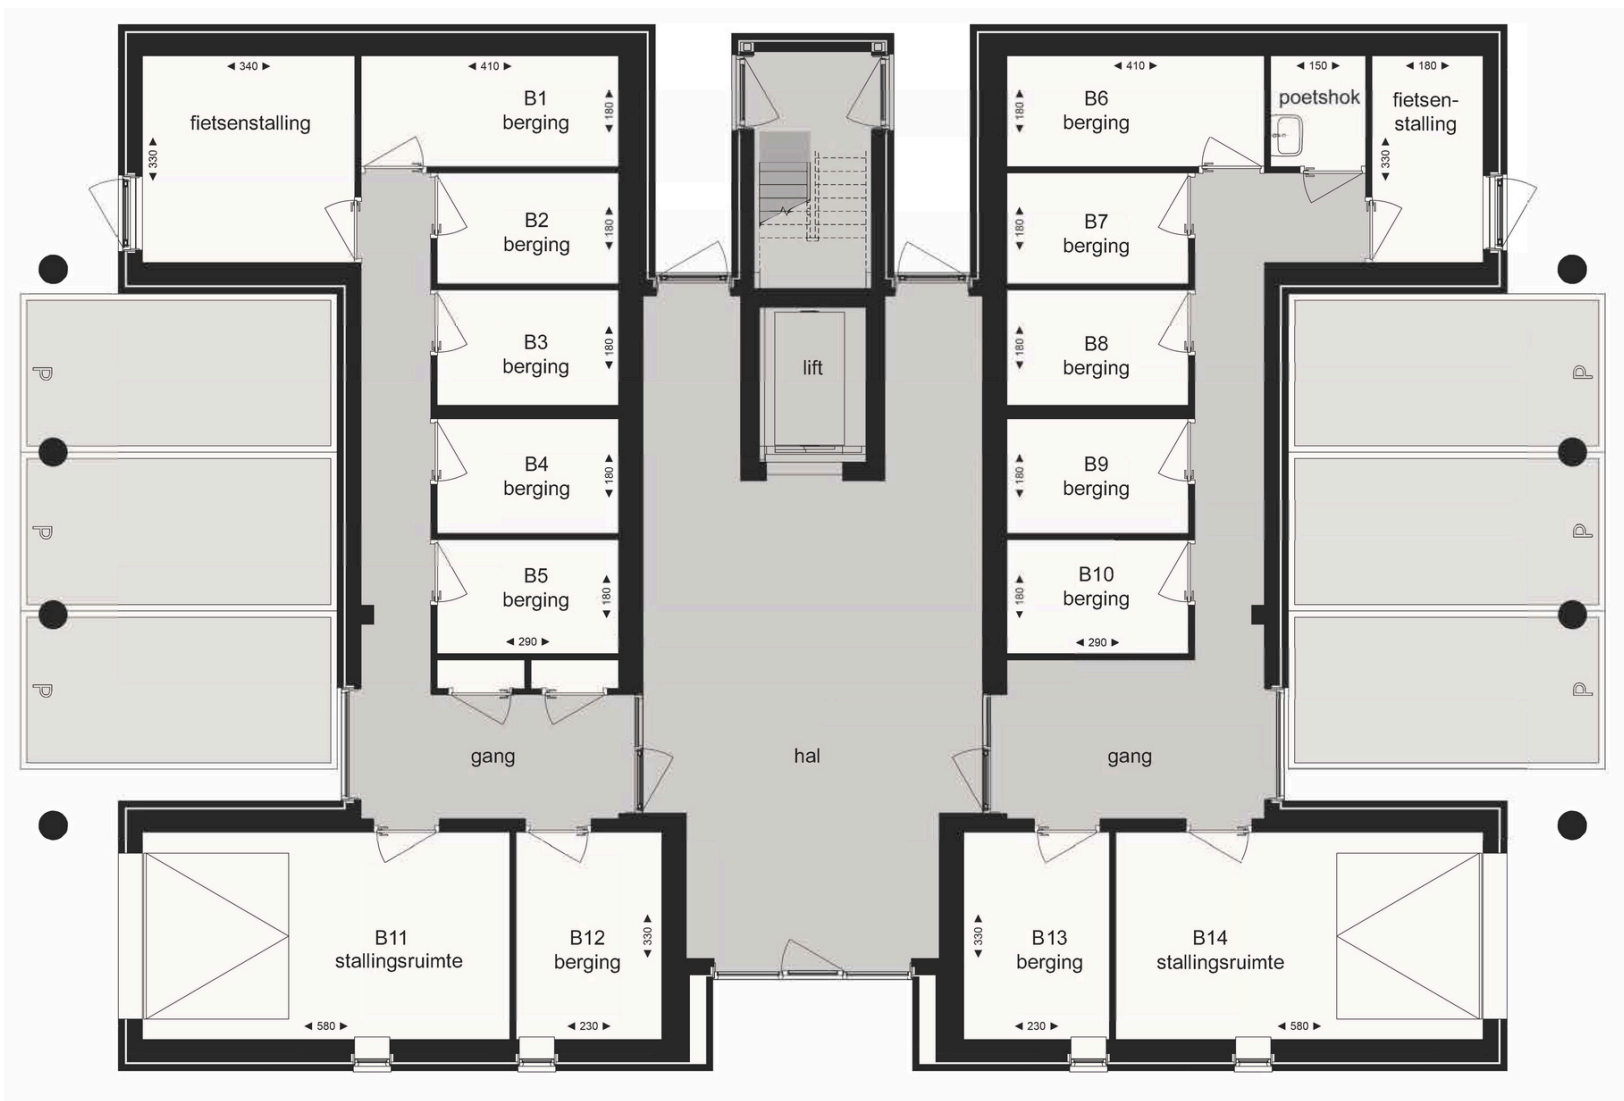 ◄ 340 ►
fietsenstalling
◄ 330 ►
◄ 410 ►
B1
berging
◄ 180 ►
B2
berging
◄ 180 ►
B3
berging
◄ 180 ►
B4
berging
◄ 180 ►
B5
berging
◄ 180 ►
◄ 290 ►
P
P
P
gang
B11
stallingsruimte
◄ 580 ►
B12
berging
◄ 330 ►
◄ 230 ►
lift
hal
◄ 410 ►
B6
berging
◄ 180 ►
◄ 150 ►
poetshok
◄ 180 ►
fietsen-
stalling
◄ 330 ►
B7
berging
◄ 180 ►
B8
berging
◄ 180 ►
B9
berging
◄ 180 ►
B10
berging
◄ 180 ►
◄ 290 ►
P
P
P
gang
B13
berging
◄ 330 ►
◄ 230 ►
B14
stallingsruimte
◄ 580 ►